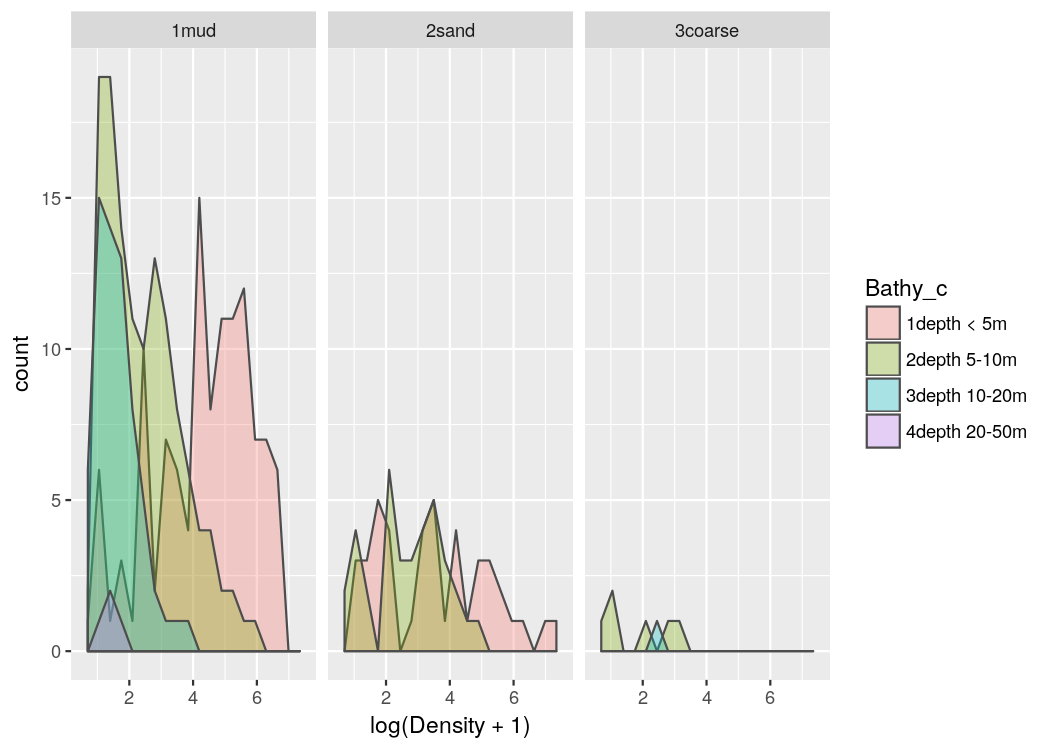 1mud
2sand
3coarse
15
10
5
0
count
2
4
6
2
4
6
2
4
6
log(Density + 1)
Bathy_c
1depth < 5m
2depth 5-10m
3depth 10-20m
4depth 20-50m